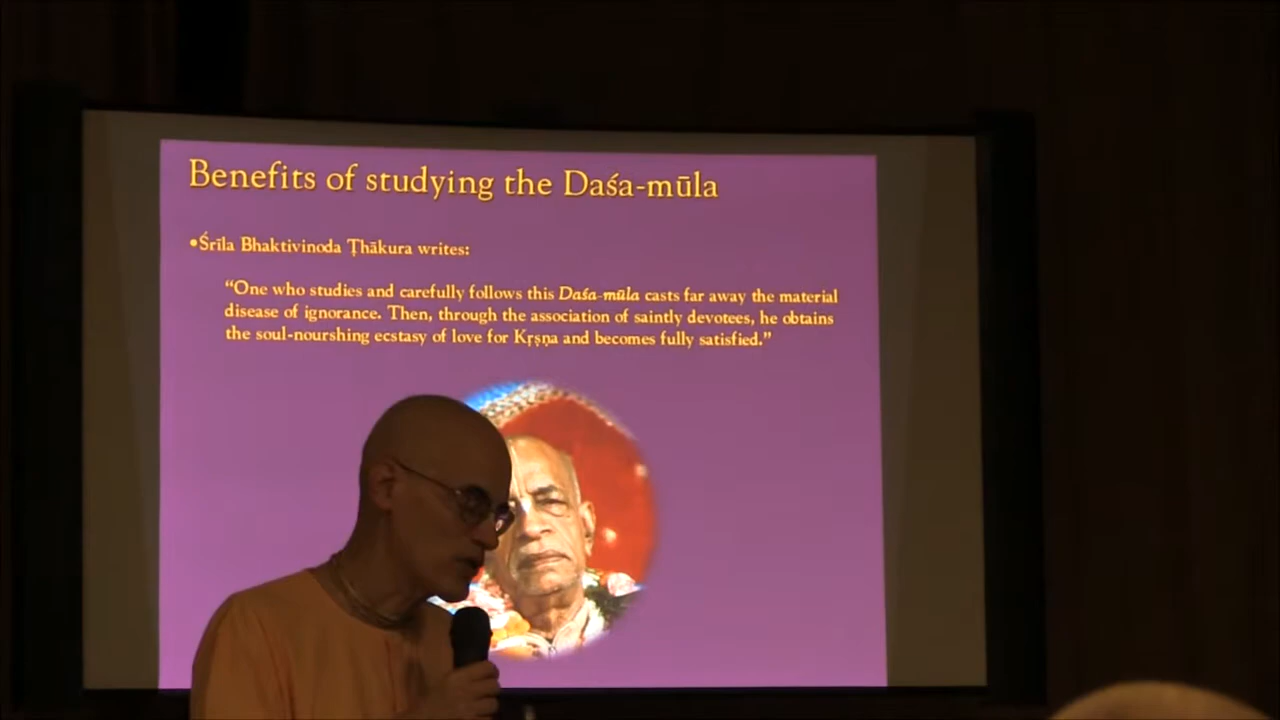 Benefits of studying the Daśa-mūla
•Śrīla Bhaktivinoda Ṭhākura writes:
“One who studies and carefully follows this Daśa-mūla casts far away the material
disease of ignorance. Then, through the association of saintly devotees, he obtains
the soul-nourshing ecstasy of love for Kṛṣṇa and becomes fully satisfied.”